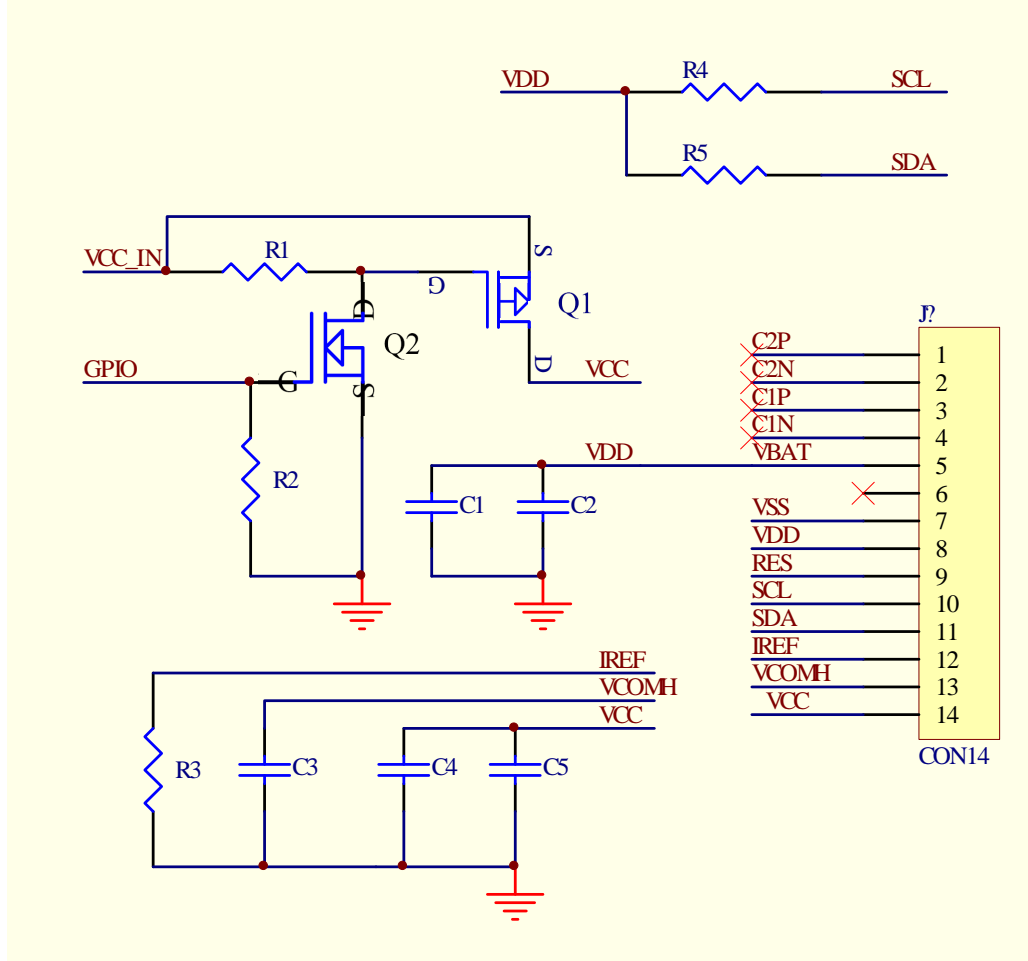 VDD R4 SCL
R5 SDA
VCC_IN R1 S
G Q1
D Q2
GPIO G D VCC
S
R2
J?
C2P 1
C2N 2
C1P 3
C1N 4
VDD VBAT 5
6
VSS 7
VDD 8
RES 9
SCL 10
SDA 11
IREF 12
VCOMH 13
VCC 14
CON14
C1 C2
IREF
VCOMH
VCC
R3 C3 C4 C5